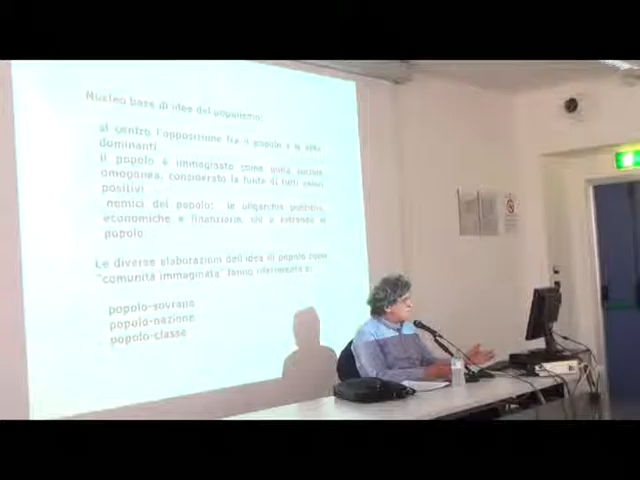 Nucleo base di idee del populismo:
al centro l'opposizione fra il popolo e le élite
dominanti
il popolo è immaginato come unità
omogenea, considerato la fonte di tutti valori
positivi
nemici del popolo: le oligarchie politiche,
economiche e finanziarie, chi è estraneo al
popolo
Le diverse elaborazioni dell'idea di popolo come
"comunità immaginata" fanno riferimento a:
popolo-sovrano
popolo-nazione
popolo-classe